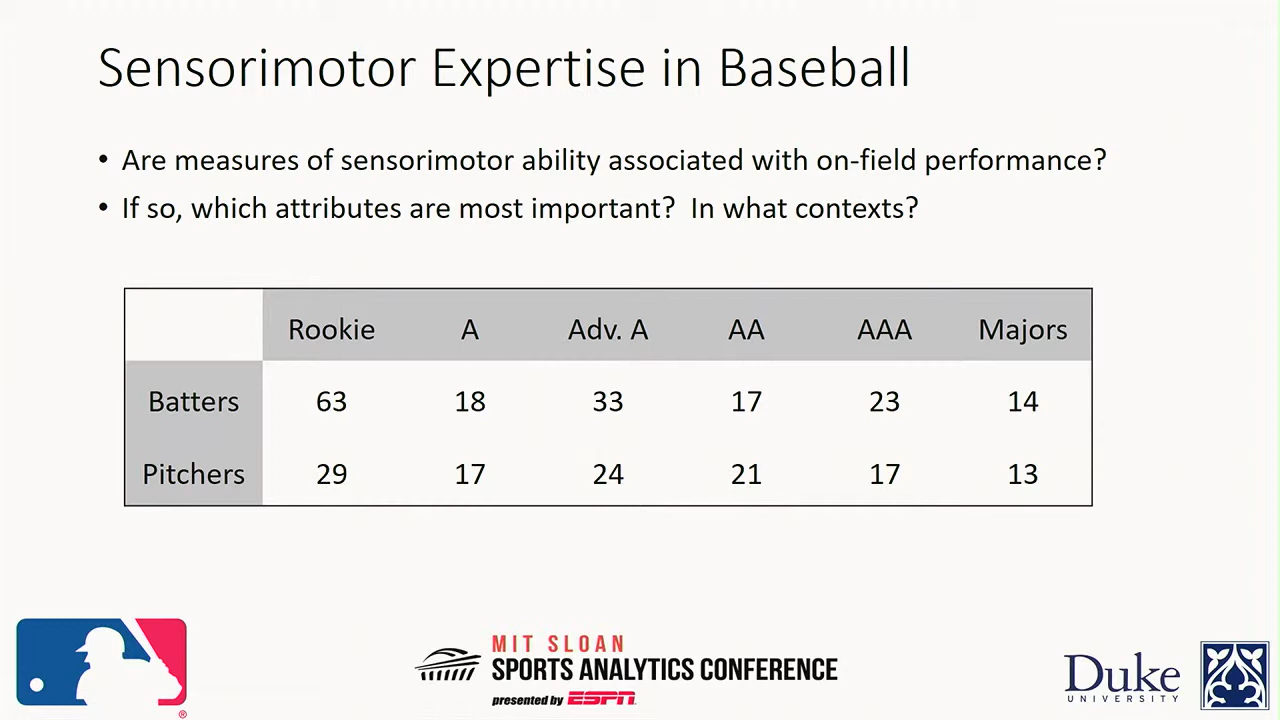 Sensorimotor Expertise in Baseball
• Are measures of sensorimotor ability associated with on-field performance?
• If so, which attributes are most important? In what contexts?
Rookie A Adv. A AA AAA Majors
Batters 63 18 33 17 23 14
Pitchers 29 17 24 21 17 13
MIT SLOAN
SPORTS ANALYTICS CONFERENCE
presented by ESPN
Duke
UNIVERSITY
®